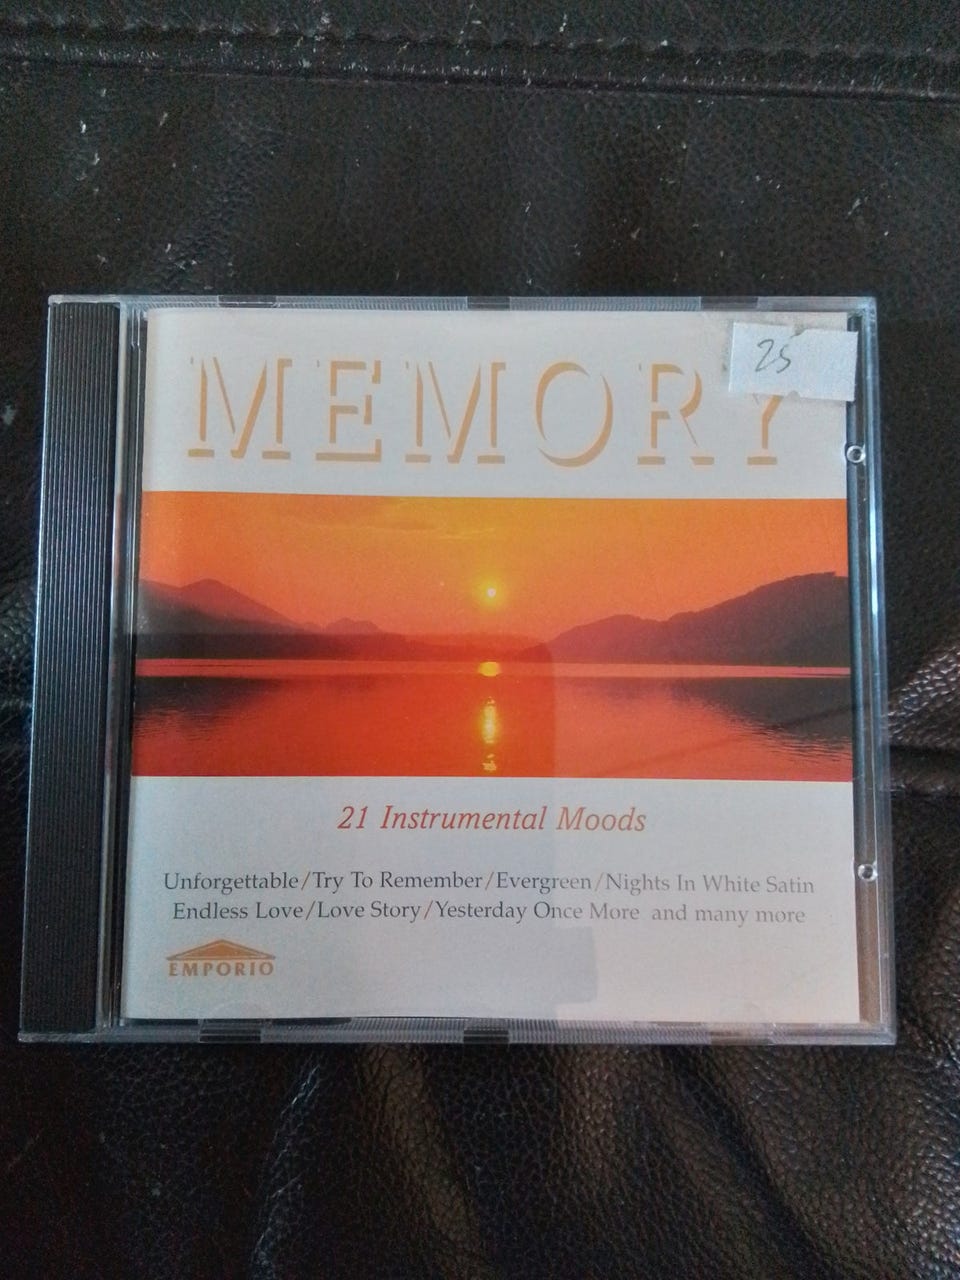 MEMORY
25
21 Instrumental Moods
Unforgettable/Try To Remember/Evergreen/Nights In White Satin
Endless Love/Love Story/Yesterday Once More and many more
EMPORIO